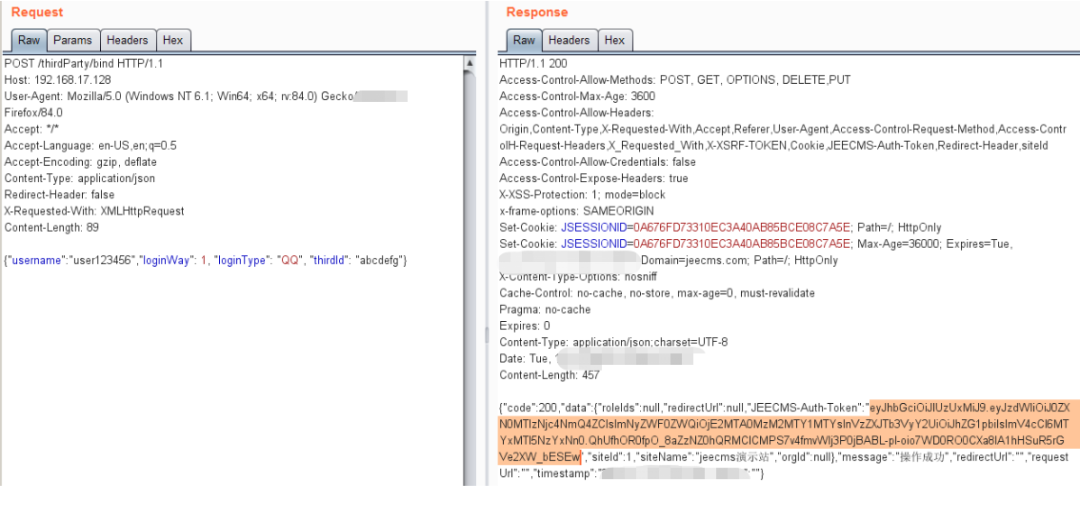 Request
Raw Params Headers Hex
POST /thirdParty/bind HTTP/1.1
Host: 192.168.17.128
User-Agent: Mozilla/5.0 (Windows NT 6.1; Win64; x64; rv:84.0) Gecko/
Firefox/84.0
Accept: */*
Accept-Language: en-US,en;q=0.5
Accept-Encoding: gzip, deflate
Content-Type: application/json
Redirect-Header: false
X-Requested-With: XMLHttpRequest
Content-Length: 89
{"username":"user123456","loginWay": 1, "loginType": "QQ", "thirdId": "abcdefg"}
Response
Raw Headers Hex
HTTP/1.1 200
Access-Control-Allow-Methods: POST, GET, OPTIONS, DELETE,PUT
Access-Control-Max-Age: 3600
Access-Control-Allow-Headers:
Origin,Content-Type,X-Requested-With,Accept,Referer,User-Agent,Access-Control-Request-Method,Access-Contr
olH-Request-Headers,X_Requested_With,X-XSRF-TOKEN,Cookie,JEECMS-Auth-Token,Redirect-Header,siteId
Access-Control-Allow-Credentials: false
Access-Control-Expose-Headers: true
X-XSS-Protection: 1; mode=block
x-frame-options: SAMEORIGIN
Set-Cookie: JSESSIONID=0A676FD73310EC3A40AB85BCE08C7A5E; Path=/; HttpOnly
Set-Cookie: JSESSIONID=0A676FD73310EC3A40AB85BCE08C7A5E; Max-Age=36000; Expires=Tue,
Domain=jeecms.com; Path=/; HttpOnly
X-Content-Type-Options: nosniff
Cache-Control: no-cache, no-store, max-age=0, must-revalidate
Pragma: no-cache
Expires: 0
Content-Type: application/json;charset=UTF-8
Date: Tue,
Content-Length: 457
{"code":200,"data":{"roleIds":null,"redirectUrl":null,"JEECMS-Auth-Token":"eyJhbGciOiJIUzUxMiJ9.eyJzdWIiOiJ0ZX
","siteId":1,"siteName":"jeecms演示站","orgId":null},"message":"操作成功","redirectUrl":"","request
Url":"","timestamp":"
""}